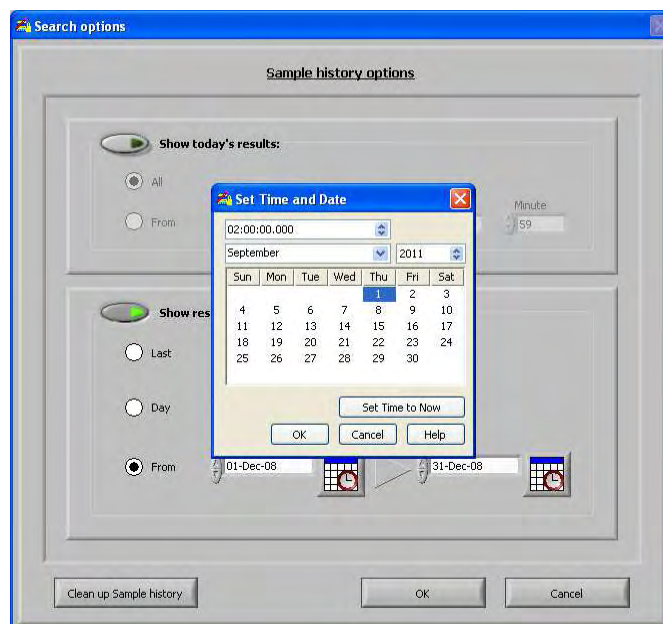 Search options
Sample history options
Show today's results:
All
From
Minute
59
Set Time and Date
02:00:00.000
September 2011
Sun Mon Tue Wed Thu Fri Sat
1 2 3
4 5 6 7 8 9 10
11 12 13 14 15 16 17
18 19 20 21 22 23 24
25 26 27 28 29 30
Set Time to Now
OK Cancel Help
Show res
Last
Day
From 01-Dec-08 31-Dec-08
Clean up Sample history OK Cancel